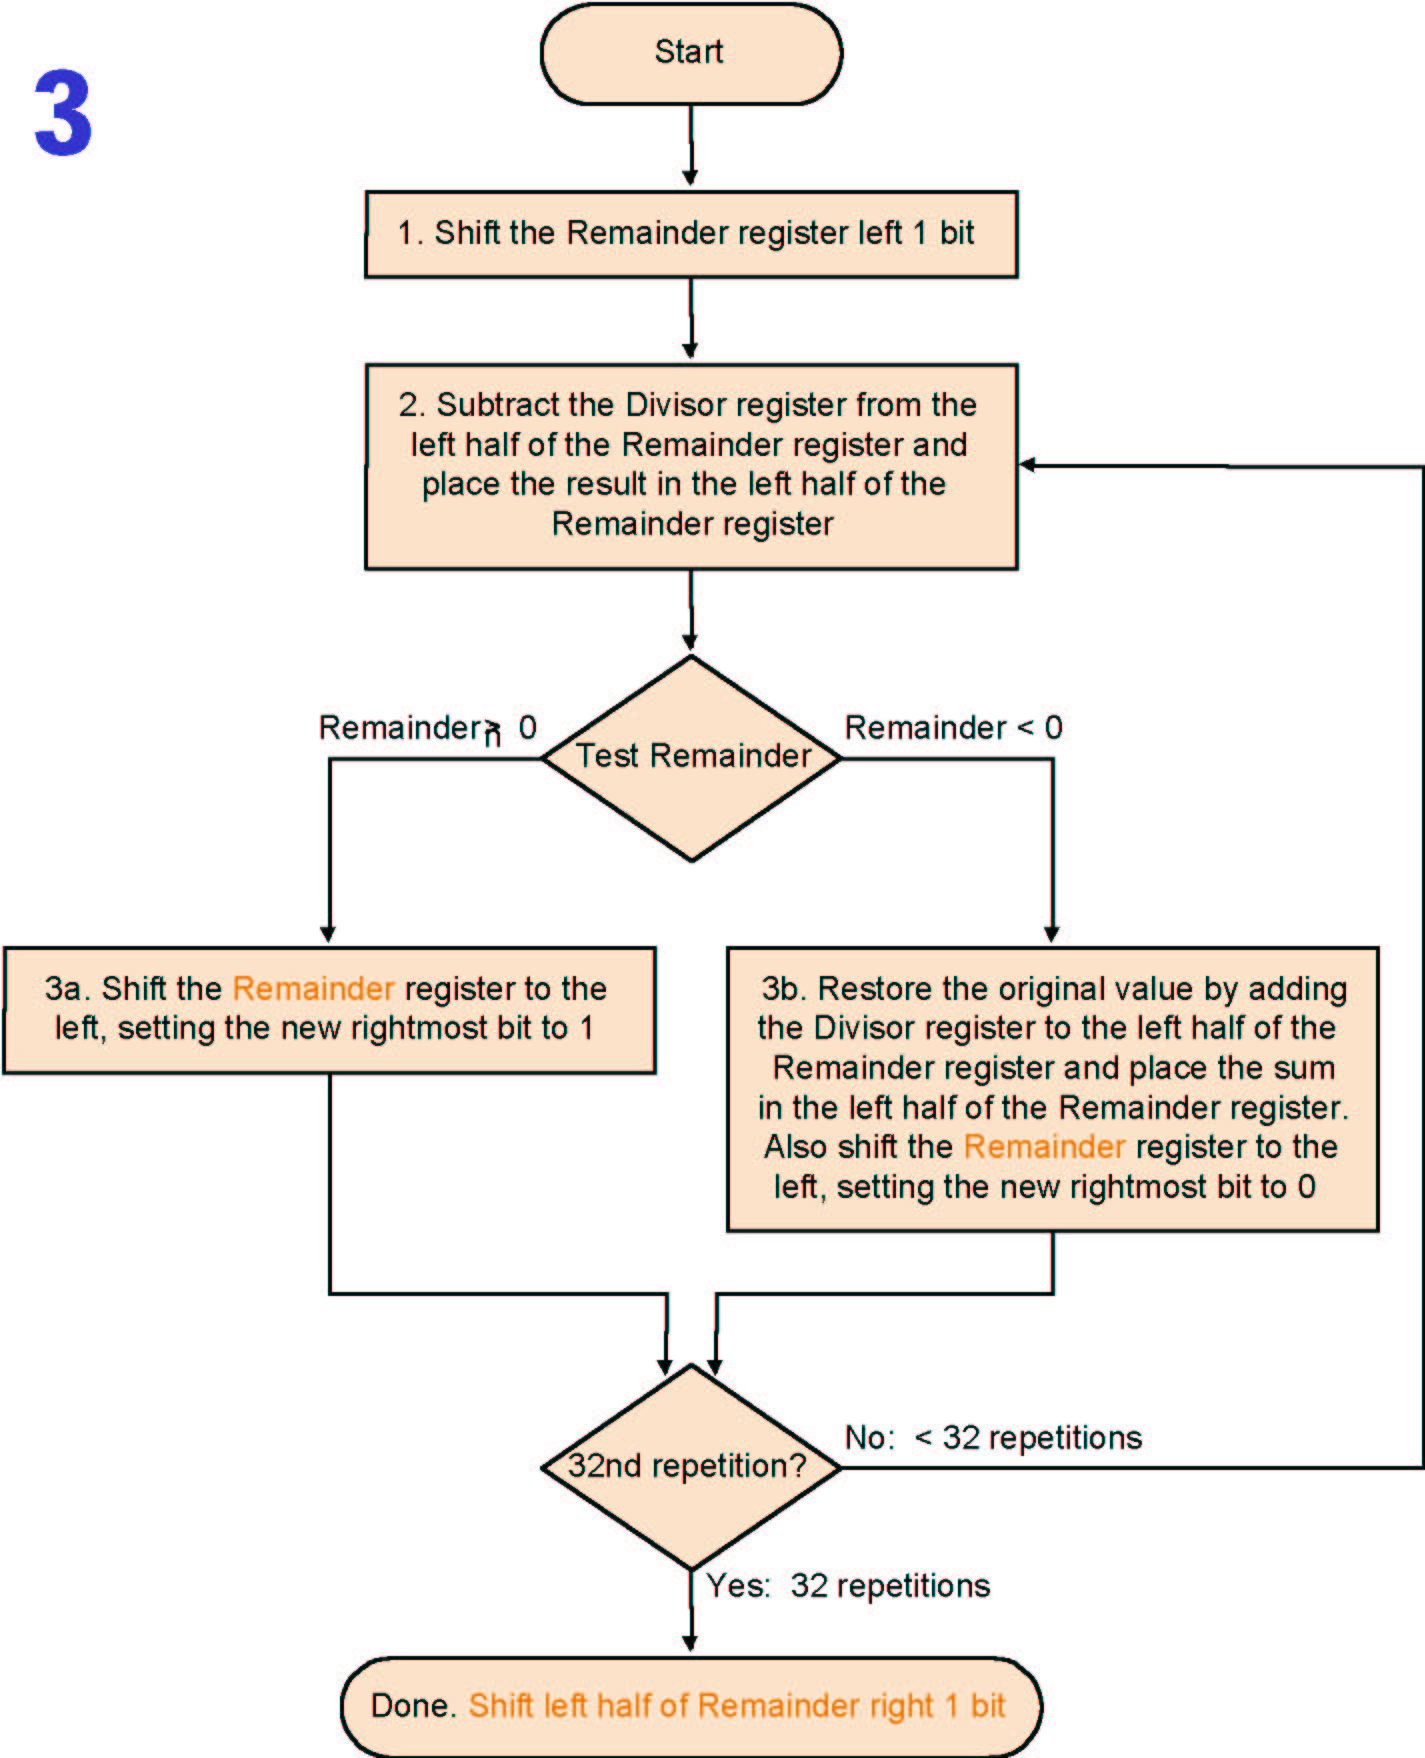 3
Start
1. Shift the Remainder register left 1 bit
2. Subtract the Divisor register from the
left half of the Remainder register and
place the result in the left half of the
Remainder register
Remainder ≥ 0
Test Remainder
Remainder < 0
3a. Shift the Remainder register to the
left, setting the new rightmost bit to 1
3b. Restore the original value by adding
the Divisor register to the left half of the
Remainder register and place the sum
in the left half of the Remainder register.
Also shift the Remainder register to the
left, setting the new rightmost bit to 0
32nd repetition?
No: < 32 repetitions
Yes: 32 repetitions
Done. Shift left half of Remainder right 1 bit